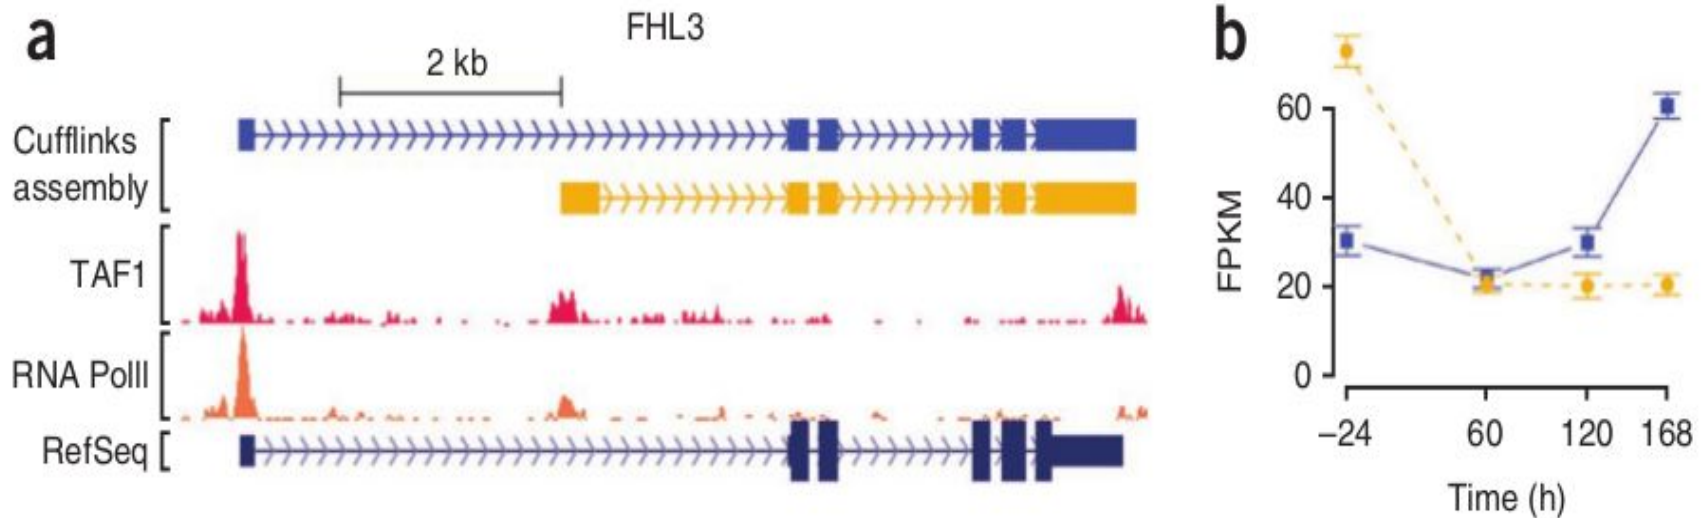 a
FHL3
2 kb
Cufflinks
assembly
TAF1
RNA PolII
RefSeq
b
FPKM
60
40
20
0
–24 60 120 168
Time (h)